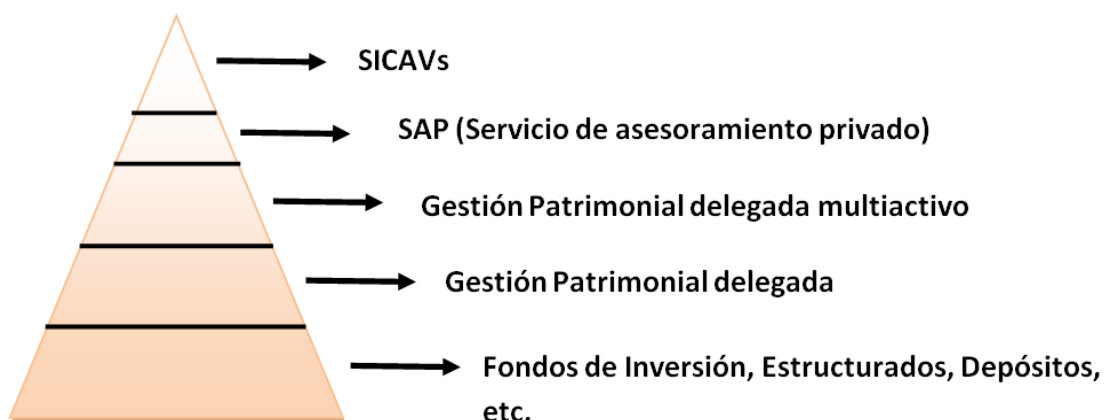 SICAVs
SAP (Servicio de asesoramiento privado)
Gestión Patrimonial delegada multiactivo
Gestión Patrimonial delegada
Fondos de Inversión, Estructurados, Depósitos,
etc.